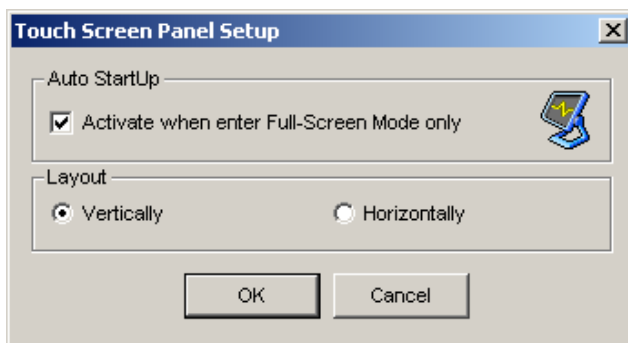 Touch Screen Panel Setup
Auto StartUp
Activate when enter Full-Screen Mode only
Layout
Vertically Horizontally
OK Cancel